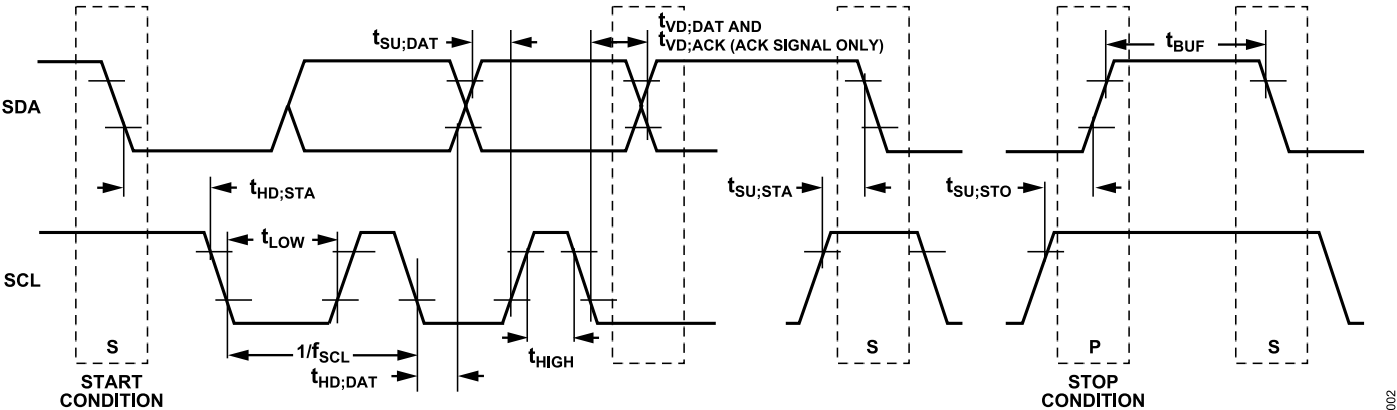 tVD;DAT AND
tSU;DAT
tVD;ACK (ACK SIGNAL ONLY)
tBUF
SDA
tHD;STA
tSU;STA
tSU;STO
tLOW
SCL
S
1/fSCL
tHIGH
S
P
S
tHD;DAT
START
CONDITION
STOP
CONDITION
002